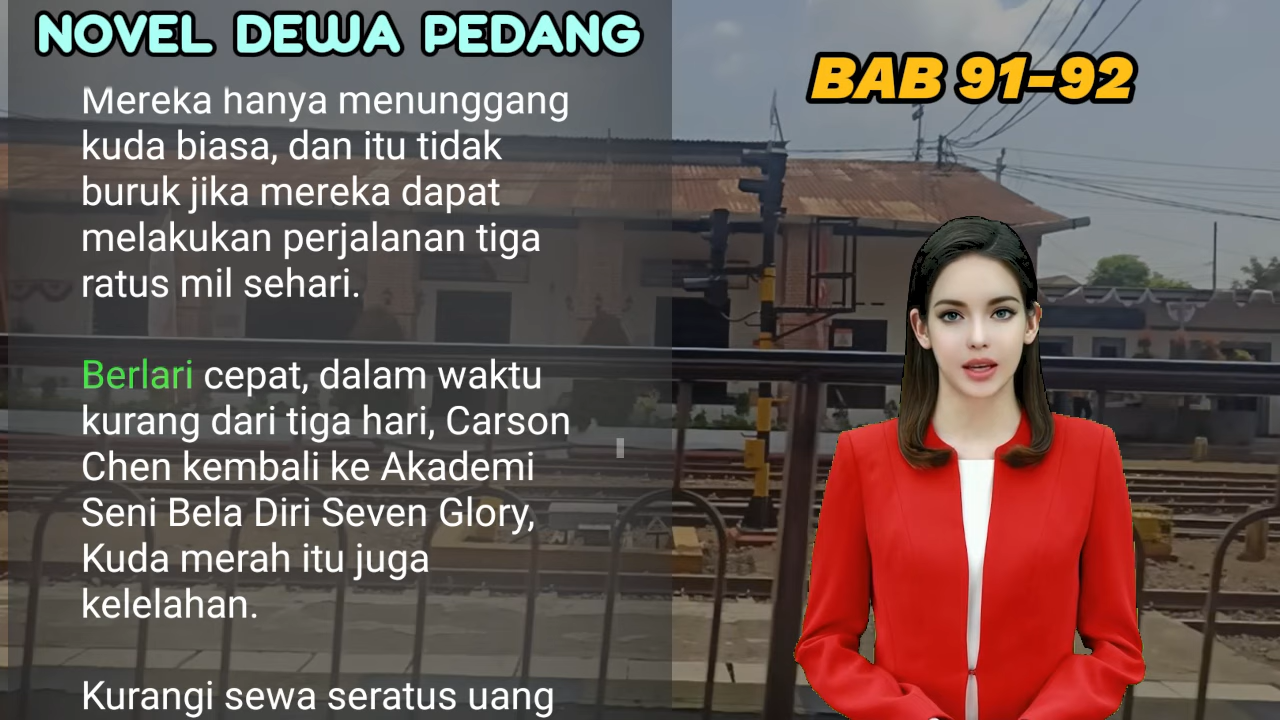 NOVEL DEWA PEDANG
BAB 91-92
Mereka hanya menunggang
kuda biasa, dan itu tidak
buruk jika mereka dapat
melakukan perjalanan tiga
ratus mil sehari.
Berlari cepat, dalam waktu
kurang dari tiga hari, Carson
Chen kembali ke Akademi
Seni Bela Diri Seven Glory,
Kuda merah itu juga
kelelahan.
Kurangi sewa seratus uang